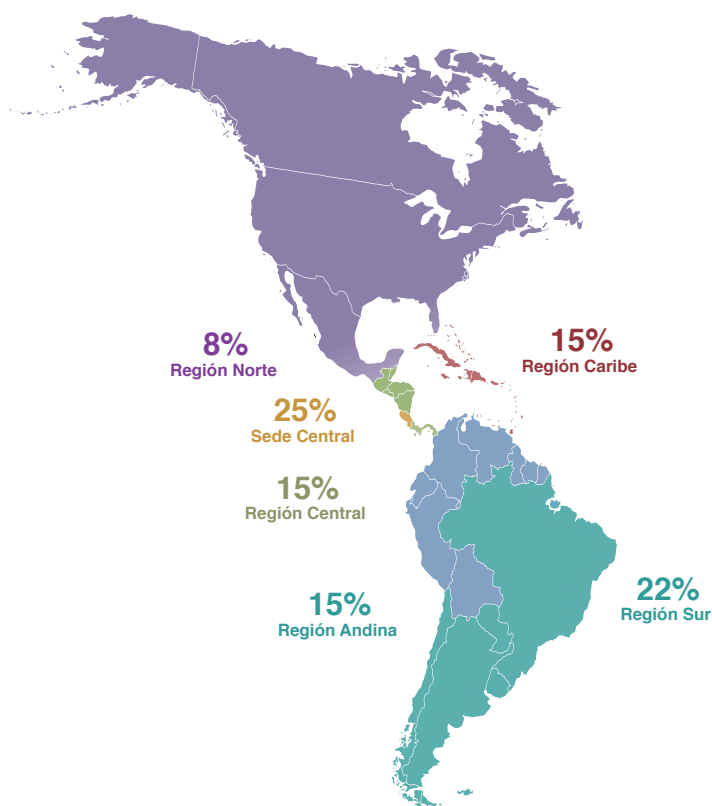 8%
Región Norte
15%
Región Caribe
25%
Sede Central
15%
Región Central
15%
Región Andina
22%
Región Sur